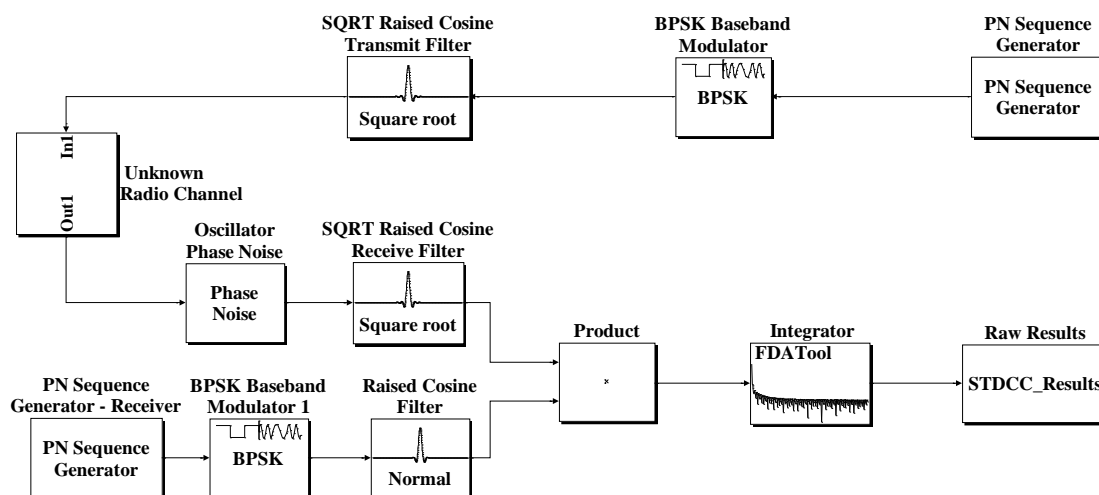 SQRT Raised Cosine
Transmit Filter
Square root
BPSK Baseband
Modulator
BPSK
PN Sequence
Generator
PN Sequence
Generator
In1
Out1
Unknown
Radio Channel
Oscillator
Phase Noise
Phase
Noise
SQRT Raised Cosine
Receive Filter
Square root
Product
×
Integrator
FDATool
Raw Results
STDCC_Results
PN Sequence
Generator - Receiver
PN Sequence
Generator
BPSK Baseband
Modulator 1
BPSK
Raised Cosine
Filter
Normal